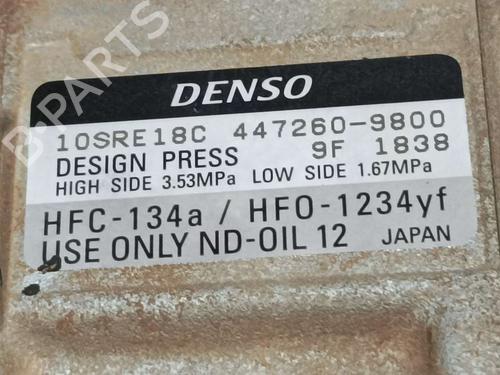 DENSO
10SRE18C 447260-9800
DESIGN PRESS 9F 1838
HIGH SIDE 3.53MPa LOW SIDE 1.67MPa
HFC-134a / HFO-1234yf
USE ONLY ND-OIL 12 JAPAN
B-PARTS